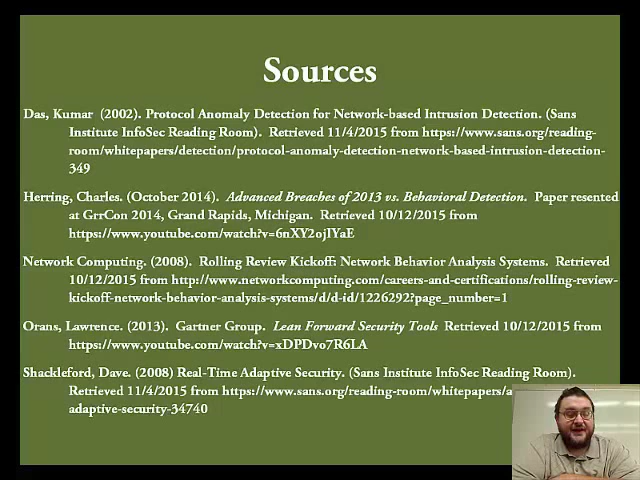 Sources
Das, Kumar (2002). Protocol Anomaly Detection for Network-based Intrusion Detection. (Sans
Institute InfoSec Reading Room). Retrieved 11/4/2015 from https://www.sans.org/reading-
room/whitepapers/detection/protocol-anomaly-detection-network-based-intrusion-detection-
349
Herring, Charles. (October 2014). Advanced Breaches of 2013 vs. Behavioral Detection. Paper resented
at GrrCon 2014, Grand Rapids, Michigan. Retrieved 10/12/2015 from
https://www.youtube.com/watch?v=6nXY2ojIYaE
Network Computing. (2008). Rolling Review Kickoff: Network Behavior Analysis Systems. Retrieved
10/12/2015 from http://www.networkcomputing.com/careers-and-certifications/rolling-review-
kickoff-network-behavior-analysis-systems/d/d-id/1226292?page_number=1
Orans, Lawrence. (2013). Gartner Group. Lean Forward Security Tools Retrieved 10/12/2015 from
https://www.youtube.com/watch?v=xDPDvo7R6LA
Shackleford, Dave. (2008) Real-Time Adaptive Security. (Sans Institute InfoSec Reading Room).
Retrieved 11/4/2015 from https://www.sans.org/reading-room/whitepapers/a
adaptive-security-34740